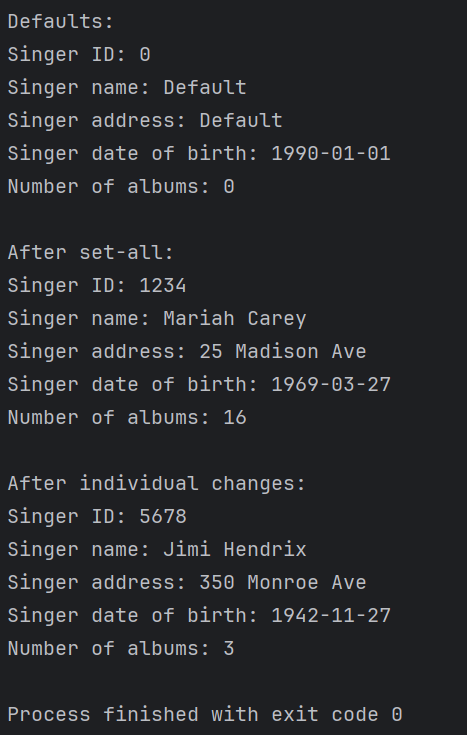 Defaults:
Singer ID: 0
Singer name: Default
Singer address: Default
Singer date of birth: 1990-01-01
Number of albums: 0

After set-all:
Singer ID: 1234
Singer name: Mariah Carey
Singer address: 25 Madison Ave
Singer date of birth: 1969-03-27
Number of albums: 16

After individual changes:
Singer ID: 5678
Singer name: Jimi Hendrix
Singer address: 350 Monroe Ave
Singer date of birth: 1942-11-27
Number of albums: 3

Process finished with exit code 0